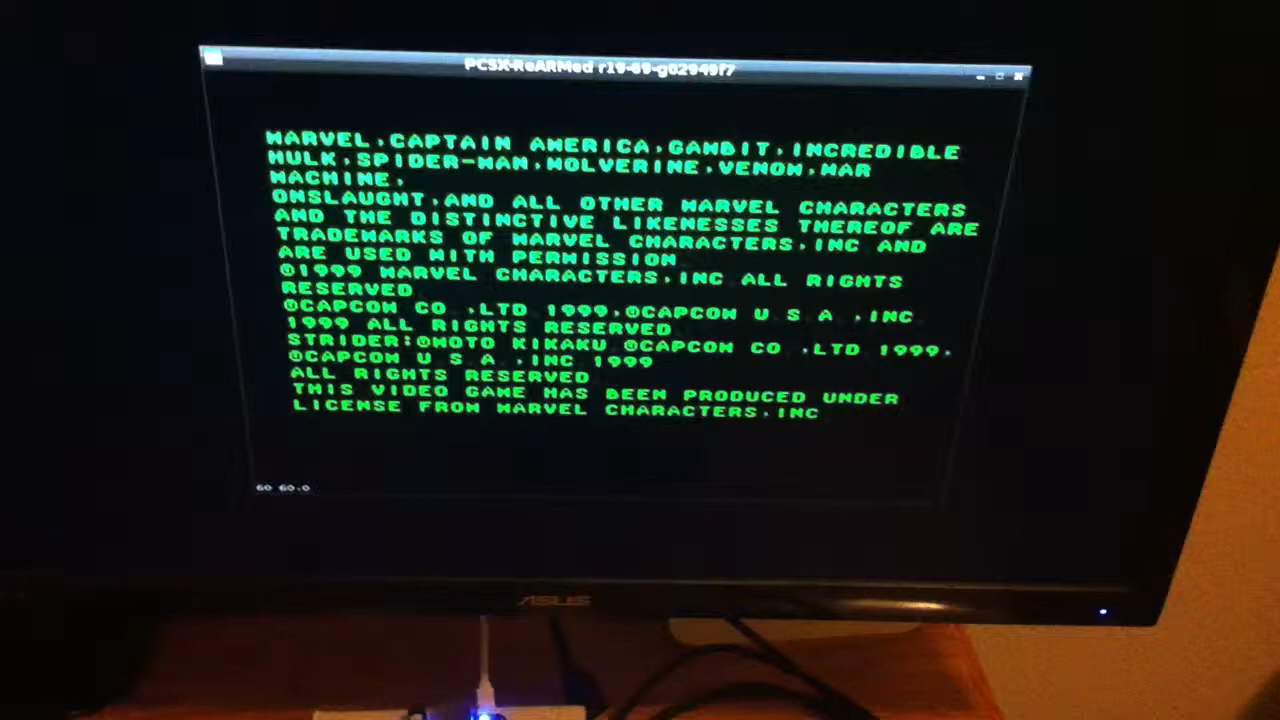 PCSX-ReARMed r19-69-g02949f7
MARVEL,CAPTAIN AMERICA,GAMBIT,INCREDIBLE
HULK,SPIDER-MAN,WOLVERINE,VENOM,WAR
MACHINE,
ONSLAUGHT,AND ALL OTHER MARVEL CHARACTERS
AND THE DISTINCTIVE LIKENESSES THEREOF ARE
TRADEMARKS OF MARVEL CHARACTERS,INC AND
ARE USED WITH PERMISSION
©1999 MARVEL CHARACTERS,INC ALL RIGHTS
RESERVED
©CAPCOM CO .,LTD 1999,©CAPCOM U S A .,INC
1999 ALL RIGHTS RESERVED
STRIDER:©MOTO KIKAKU ©CAPCOM CO .,LTD 1999,
©CAPCOM U S A .,INC 1999
ALL RIGHTS RESERVED
THIS VIDEO GAME HAS BEEN PRODUCED UNDER
LICENSE FROM MARVEL CHARACTERS,INC
60 60.0
ASUS